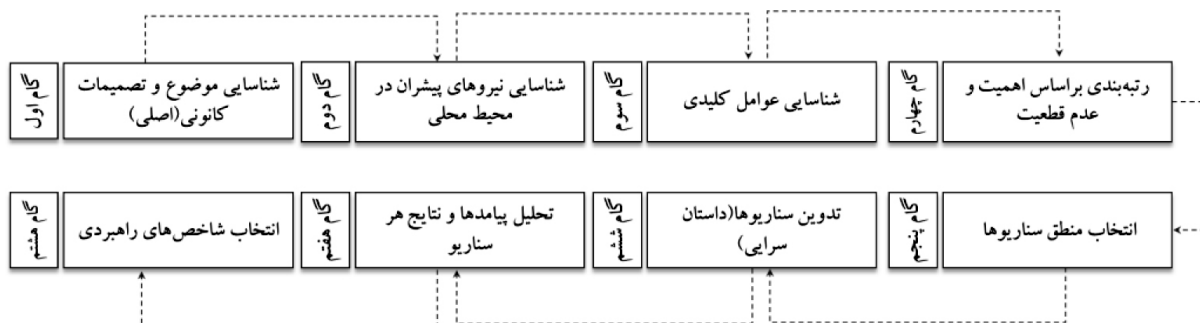 گام اول
شناسایی موضوع و تصمیمات
کانونی(اصلی)
گام دوم
شناسایی نیروهای پیشران در
محیط محلی
گام سوم
شناسایی عوامل کلیدی
گام چهارم
رتبه‌بندی براساس اهمیت و
عدم قطعیت
گام پنجم
انتخاب منطق سناریوها
گام ششم
تدوین سناریوها(داستان
سرایی)
گام هفتم
تحلیل پیامدها و نتایج هر
سناریو
گام هشتم
انتخاب شاخص‌های راهبردی